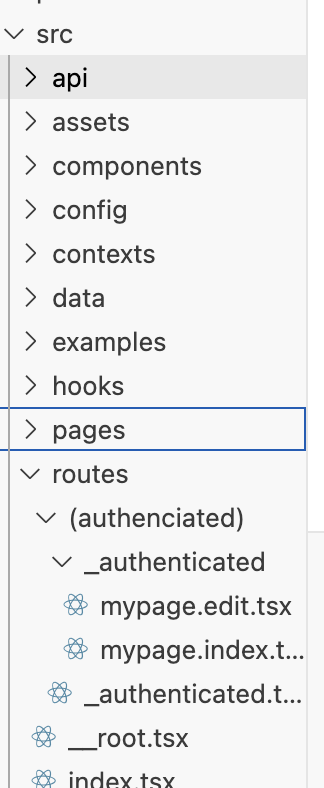 src
api
assets
components
config
contexts
data
examples
hooks
pages
routes
(authenciated)
_authenticated
mypage.edit.tsx
mypage.index.t...
_authenticated.t...
__root.tsx
index.tsx